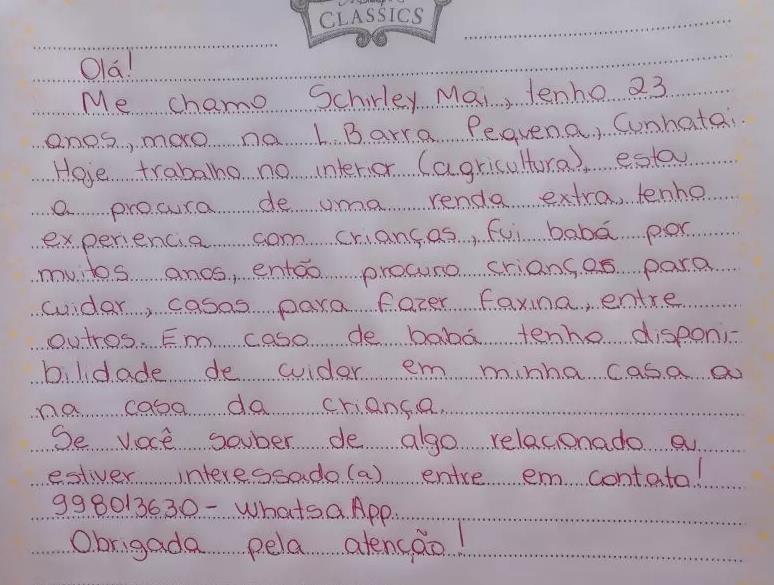 CLASSICS
Olá!
Me chamo Schirley Mai, tenho 23
anos, moro na L. Barra Pequena, Cunhataí.
Hoje trabalho no interior (agricultura), esta
a procura de uma renda extra, tenho
experiencia com crianças, fui babá por
muitos anos, então procuro crianças para
cuidar, casas para fazer faxina, entre
outros. Em caso de babá tenho disponi-
bilidade de cuidar em minha casa ou
na casa da criança.
Se você souber de algo relacionado ou
estiver interessado(a) entre em contato!
998013630 - WhatsaApp.
Obrigada pela atenção!